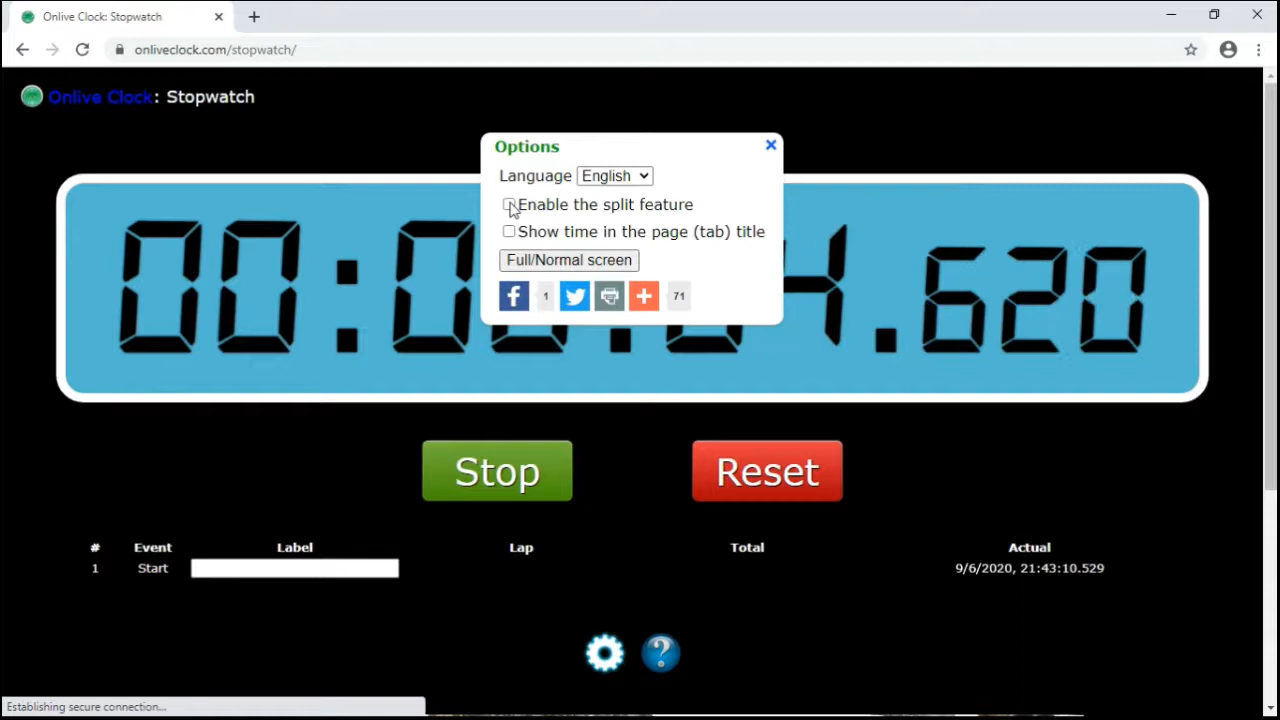 Onlive Clock: Stopwatch
onliveclock.com/stopwatch/
Onlive Clock: Stopwatch
Options
Language English
Enable the split feature
Show time in the page (tab) title
Full/Normal screen
1 71
.620
Stop Reset
# Event Label Lap Total Actual
1 Start 9/6/2020, 21:43:10.529
Establishing secure connection...